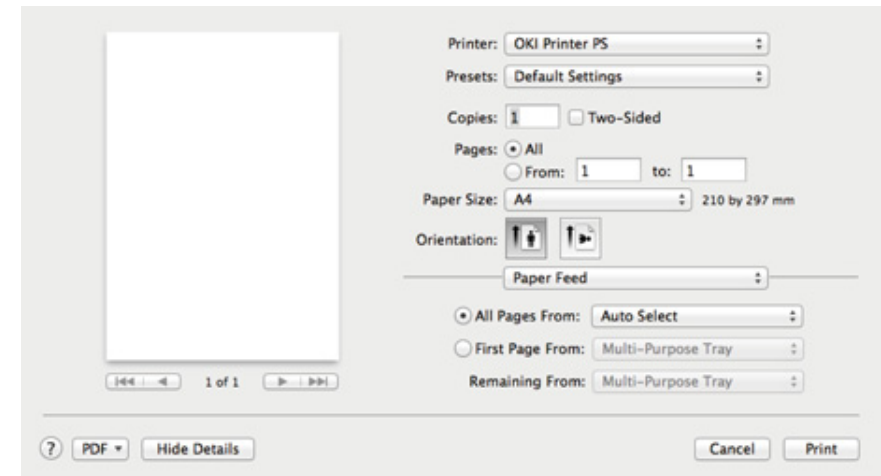 Printer: OKI Printer PS
Presets: Default Settings
Copies: 1 Two-Sided
Pages: All
From: 1 to: 1
Paper Size: A4 210 by 297 mm
Orientation:
Paper Feed
All Pages From: Auto Select
First Page From: Multi-Purpose Tray
Remaining From: Multi-Purpose Tray
1 of 1
? PDF Hide Details Cancel Print